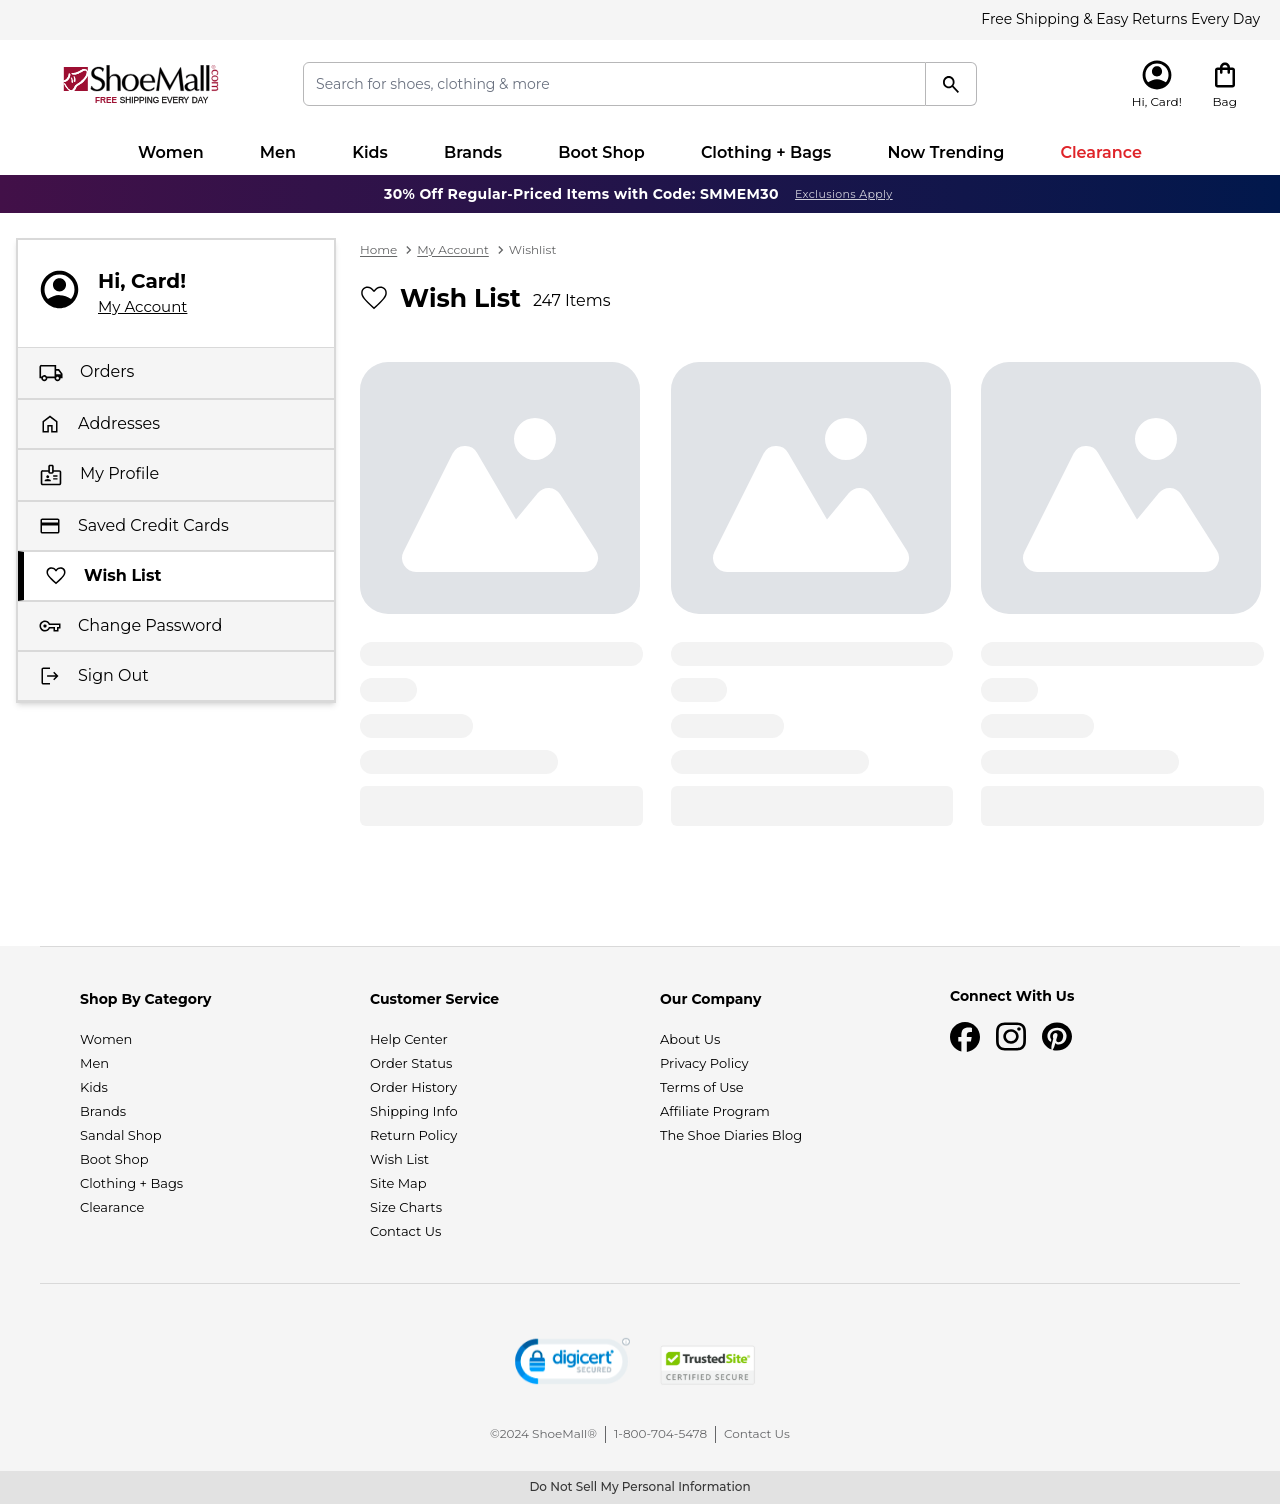 Free Shipping & Easy Returns Every Day
ShoeMall.com
FREE SHIPPING EVERY DAY
Search for shoes, clothing & more
Hi, Card!
Bag
Women Men Kids Brands Boot Shop Clothing + Bags Now Trending Clearance
30% Off Regular-Priced Items with Code: SMMEM30 Exclusions Apply
Hi, Card!
My Account
Orders
Addresses
My Profile
Saved Credit Cards
Wish List
Change Password
Sign Out
Home > My Account > Wishlist
Wish List 247 Items
Shop By Category
Women
Men
Kids
Brands
Sandal Shop
Boot Shop
Clothing + Bags
Clearance
Customer Service
Help Center
Order Status
Order History
Shipping Info
Return Policy
Wish List
Site Map
Size Charts
Contact Us
Our Company
About Us
Privacy Policy
Terms of Use
Affiliate Program
The Shoe Diaries Blog
Connect With Us
digicert
SECURED
TrustedSite
CERTIFIED SECURE
©2024 ShoeMall® | 1-800-704-5478 | Contact Us
Do Not Sell My Personal Information